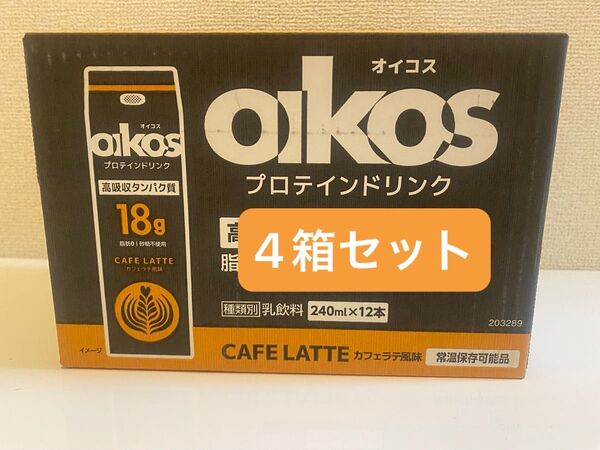 オイコス
oikos
プロテインドリンク
高
脂
4箱セット
種類別 乳飲料 240ml×12本
203289
CAFE LATTE カフェラテ風味 常温保存可能品
オイコス
oikos
プロテインドリンク
高吸収タンパク質
18g
脂肪0 | 砂糖不使用
CAFE LATTE
カフェラテ風味
イメージ